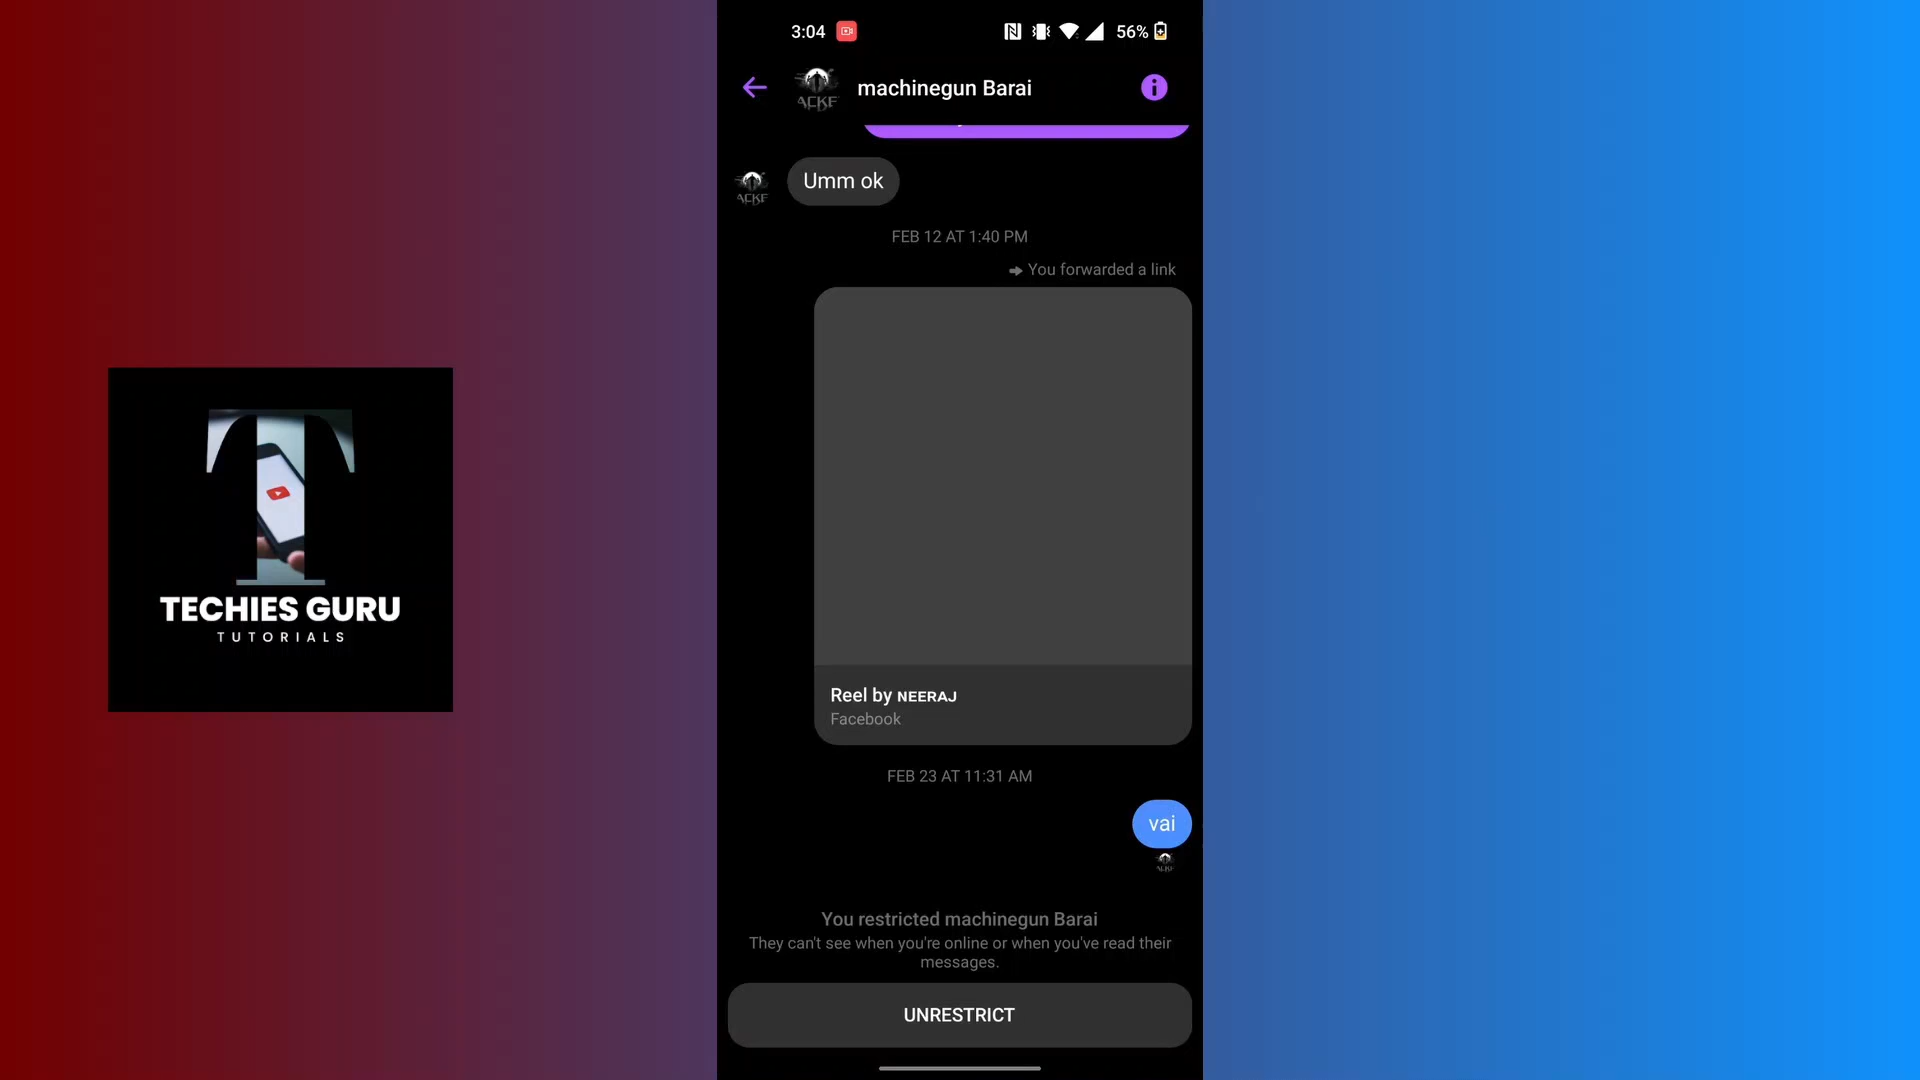 3:04
56%
machinegun Barai
Umm ok
FEB 12 AT 1:40 PM
You forwarded a link
Reel by ɴᴇᴇʀᴀᴊ
Facebook
FEB 23 AT 11:31 AM
vai
You restricted machinegun Barai
They can't see when you're online or when you've read their
messages.
UNRESTRICT
T
TECHIES GURU
TUTORIALS